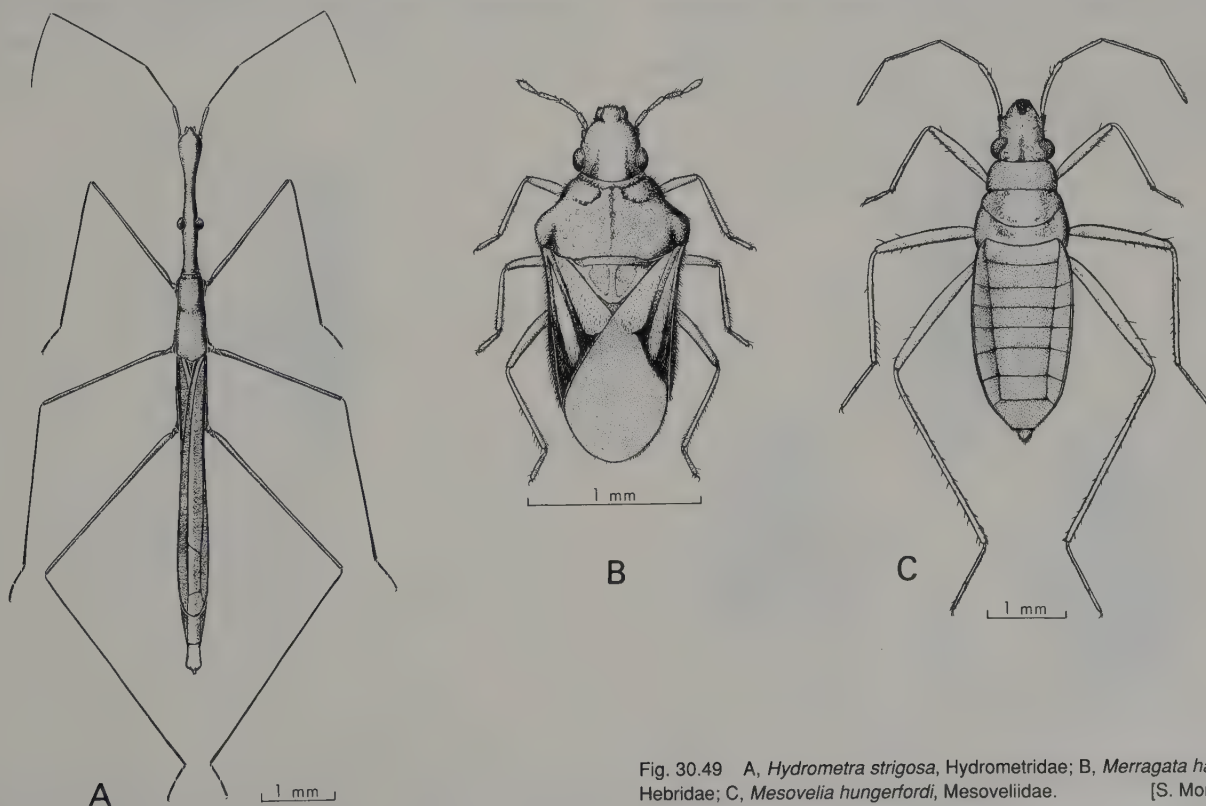 A
1 mm
1 mm
B
C
1 mm
Fig. 30.49 A, Hydrometra strigosa, Hydrometridae; B, Merragata
Hebridae; C, Mesovelia hungerfordi, Mesoveliidae. [S.